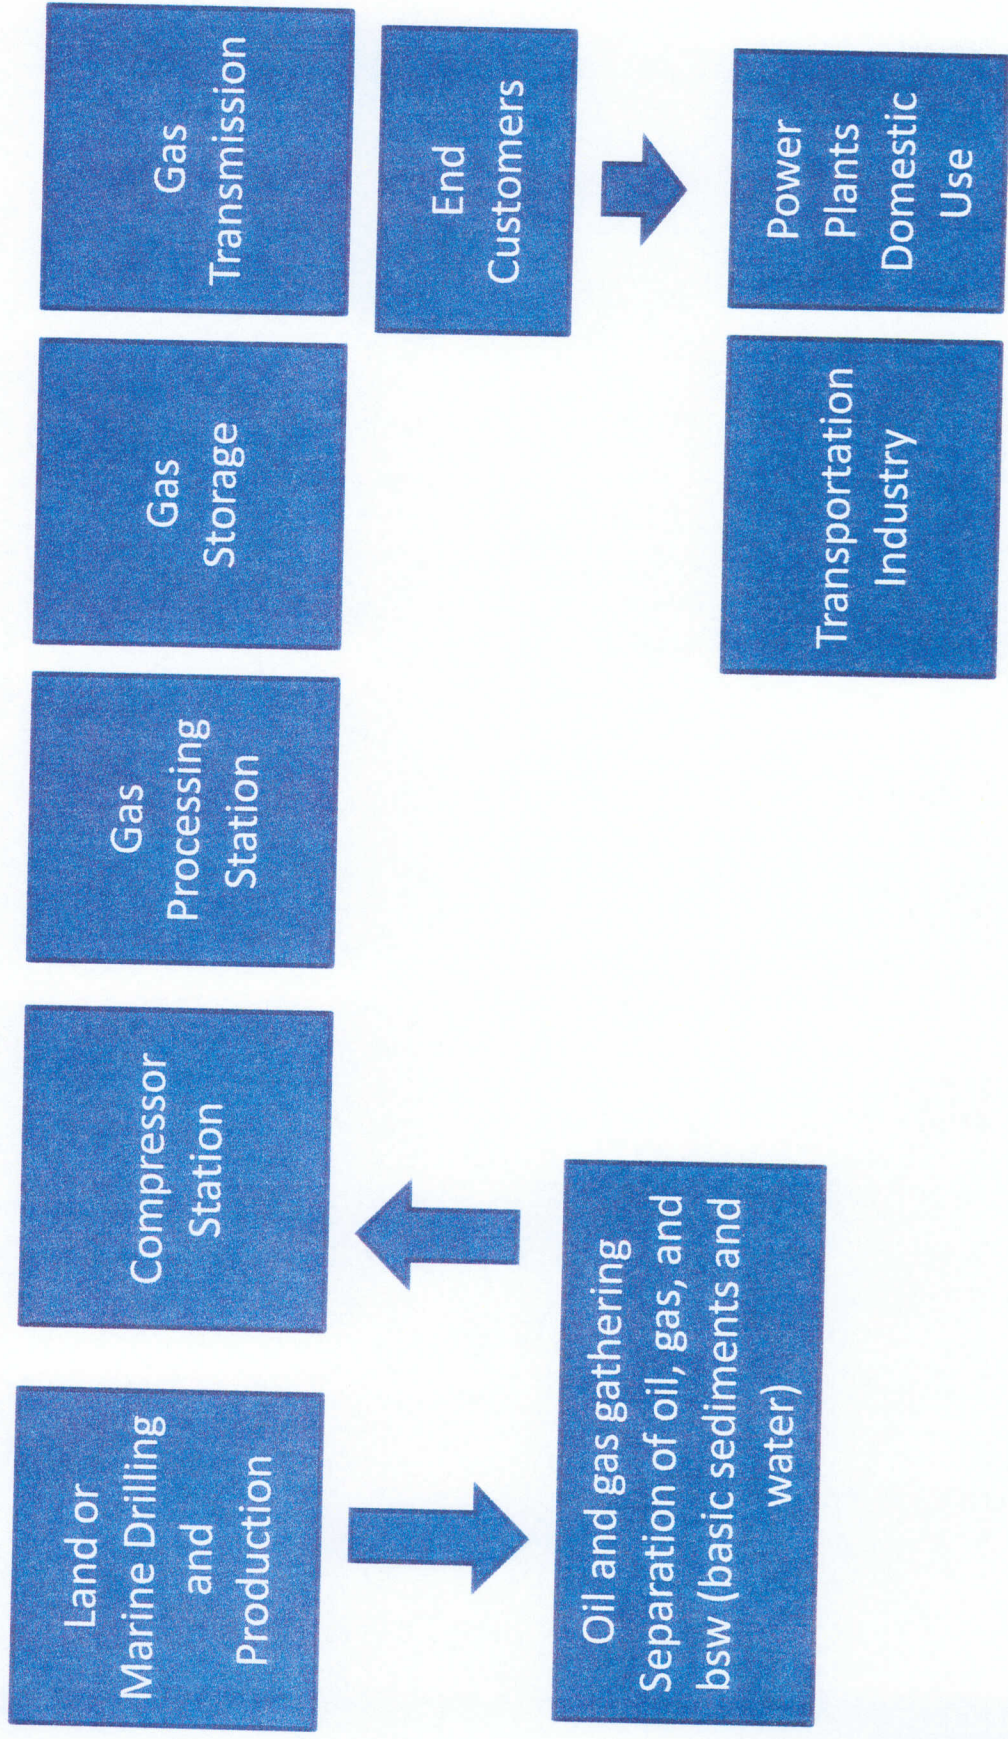 Land or
Marine Drilling
and
Production
Compressor
Station
Gas
Processing
Station
Gas
Storage
Gas
Transmission
End
Customers
Oil and gas gathering
Separation of oil, gas, and
bsw (basic sediments and
water)
Transportation
Industry
Power
Plants
Domestic
Use